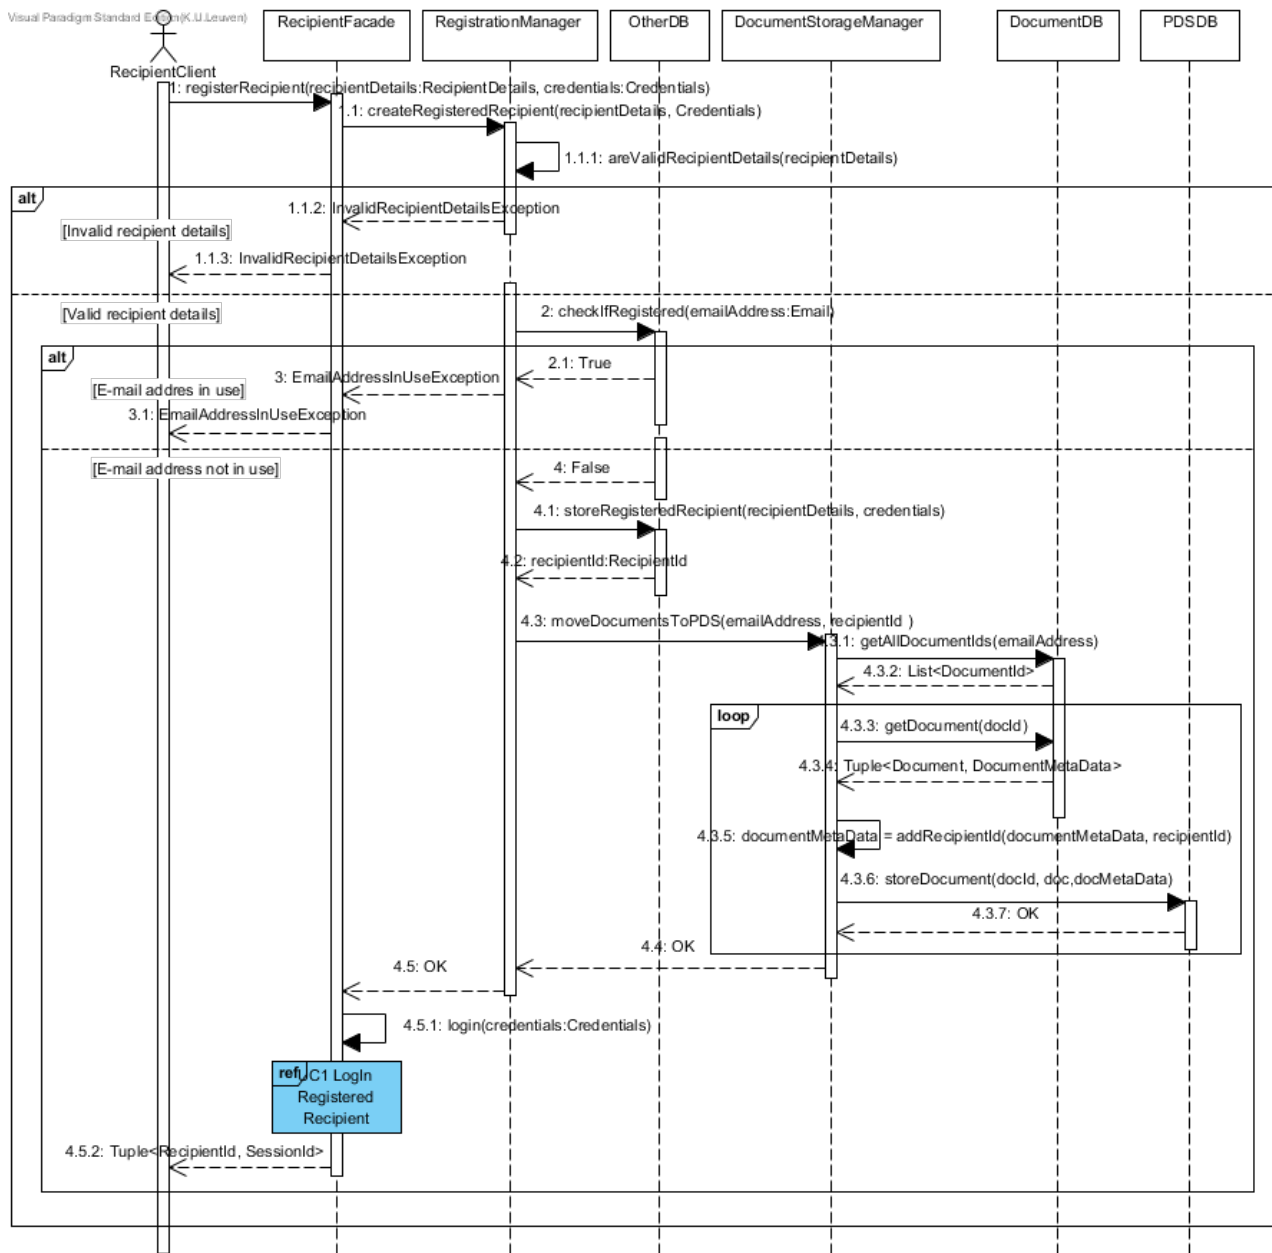 Visual Paradigm Standard Edition(K.U.Leuven)
RecipientClient
RecipientFacade
RegistrationManager
OtherDB
DocumentStorageManager
DocumentDB
PDSDB
1: registerRecipient(recipientDetails:RecipientDetails, credentials:Credentials)
1.1: createRegisteredRecipient(recipientDetails, Credentials)
1.1.1: areValidRecipientDetails(recipientDetails)
alt
1.1.2: InvalidRecipientDetailsException
[Invalid recipient details]
1.1.3: InvalidRecipientDetailsException
[Valid recipient details]
2: checkIfRegistered(emailAddress:Email)
alt
2.1: True
3: EmailAddressInUseException
[E-mail addres in use]
3.1: EmailAddressInUseException
[E-mail address not in use]
4: False
4.1: storeRegisteredRecipient(recipientDetails, credentials)
4.2: recipientId:RecipientId
4.3: moveDocumentsToPDS(emailAddress, recipientId )
4.3.1: getAllDocumentIds(emailAddress)
4.3.2: List<DocumentId>
loop
4.3.3: getDocument(docId)
4.3.4: Tuple<Document, DocumentMetaData>
4.3.5: documentMetaData = addRecipientId(documentMetaData, recipientId)
4.3.6: storeDocument(docId, doc,docMetaData)
4.3.7: OK
4.4: OK
4.5: OK
4.5.1: login(credentials:Credentials)
ref
UC1 LogIn
Registered
Recipient
4.5.2: Tuple<RecipientId, SessionId>